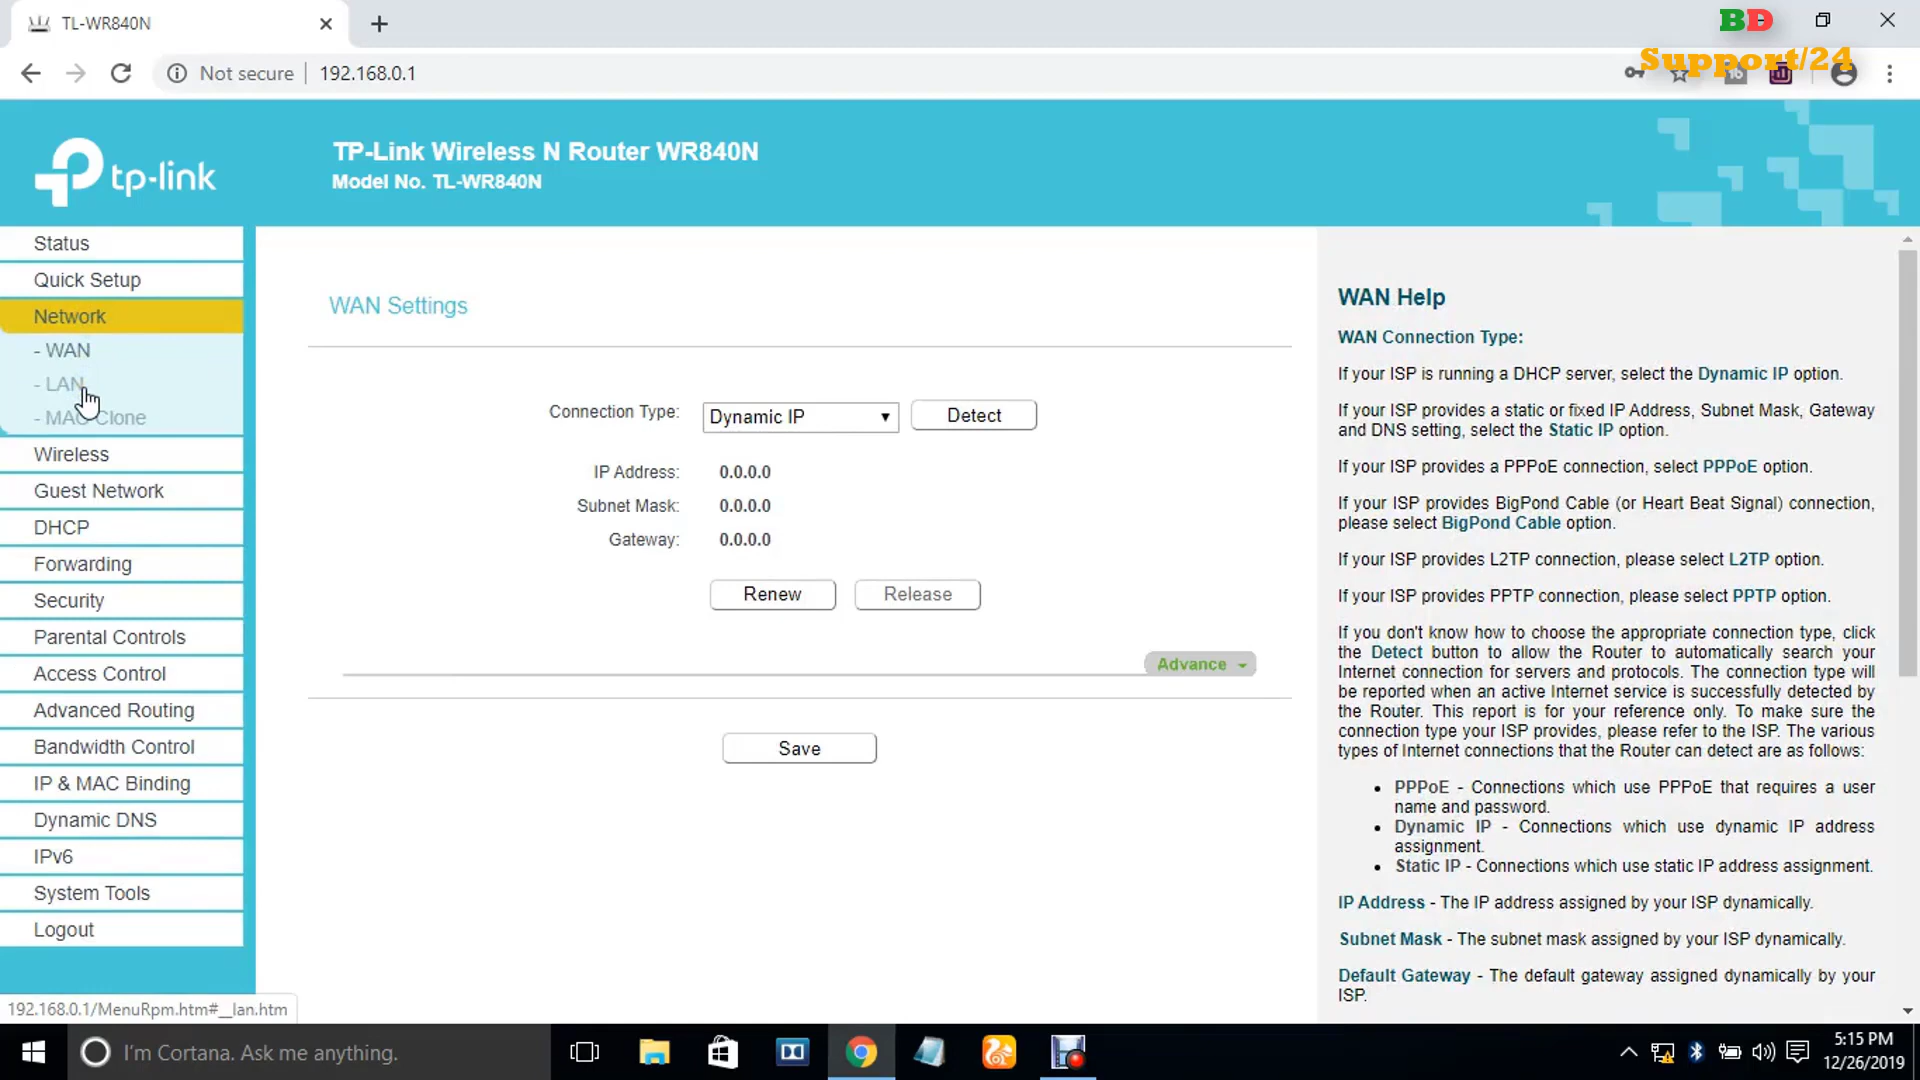 TL-WR840N
BD
Support/24
Not secure
192.168.0.1
tp-link
TP-Link Wireless N Router WR840N
Model No. TL-WR840N
Status
Quick Setup
Network
- WAN
- LAN
- MAC Clone
Wireless
Guest Network
DHCP
Forwarding
Security
Parental Controls
Access Control
Advanced Routing
Bandwidth Control
IP & MAC Binding
Dynamic DNS
IPv6
System Tools
Logout
WAN Settings
Connection Type: Dynamic IP Detect
IP Address: 0.0.0.0
Subnet Mask: 0.0.0.0
Gateway: 0.0.0.0
Renew Release
Advance
Save
WAN Help
WAN Connection Type:
If your ISP is running a DHCP server, select the Dynamic IP option.
If your ISP provides a static or fixed IP Address, Subnet Mask, Gateway
and DNS setting, select the Static IP option.
If your ISP provides a PPPoE connection, select PPPoE option.
If your ISP provides BigPond Cable (or Heart Beat Signal) connection,
please select BigPond Cable option.
If your ISP provides L2TP connection, please select L2TP option.
If your ISP provides PPTP connection, please select PPTP option.
If you don't know how to choose the appropriate connection type, click
the Detect button to allow the Router to automatically search your
Internet connection for servers and protocols. The connection type will
be reported when an active Internet service is successfully detected by
the Router. This report is for your reference only. To make sure the
connection type your ISP provides, please refer to the ISP. The various
types of Internet connections that the Router can detect are as follows:
• PPPoE - Connections which use PPPoE that requires a user
name and password.
• Dynamic IP - Connections which use dynamic IP address
assignment.
• Static IP - Connections which use static IP address assignment.
IP Address - The IP address assigned by your ISP dynamically.
Subnet Mask - The subnet mask assigned by your ISP dynamically.
Default Gateway - The default gateway assigned dynamically by your
ISP.
192.168.0.1/MenuRpm.htm#__lan.htm
I'm Cortana. Ask me anything.
5:15 PM
12/26/2019